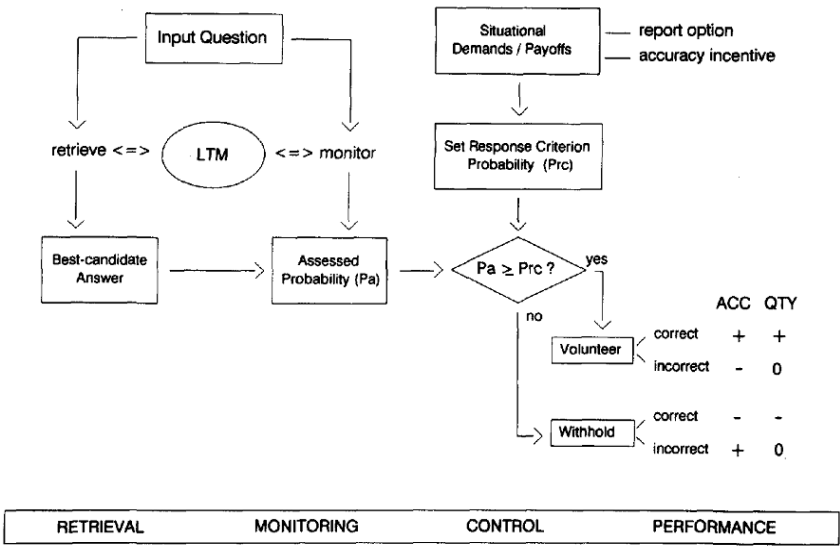 Input Question
Situational
Demands / Payoffs
report option
accuracy incentive
retrieve <=>
LTM
<=> monitor
Set Response Criterion
Probability (Prc)
Best-candidate
Answer
Assessed
Probability (Pa)
Pa ≥ Prc ?
yes
no
ACC QTY
Volunteer
correct + +
incorrect - 0
Withhold
correct - -
incorrect + 0
RETRIEVAL MONITORING CONTROL PERFORMANCE